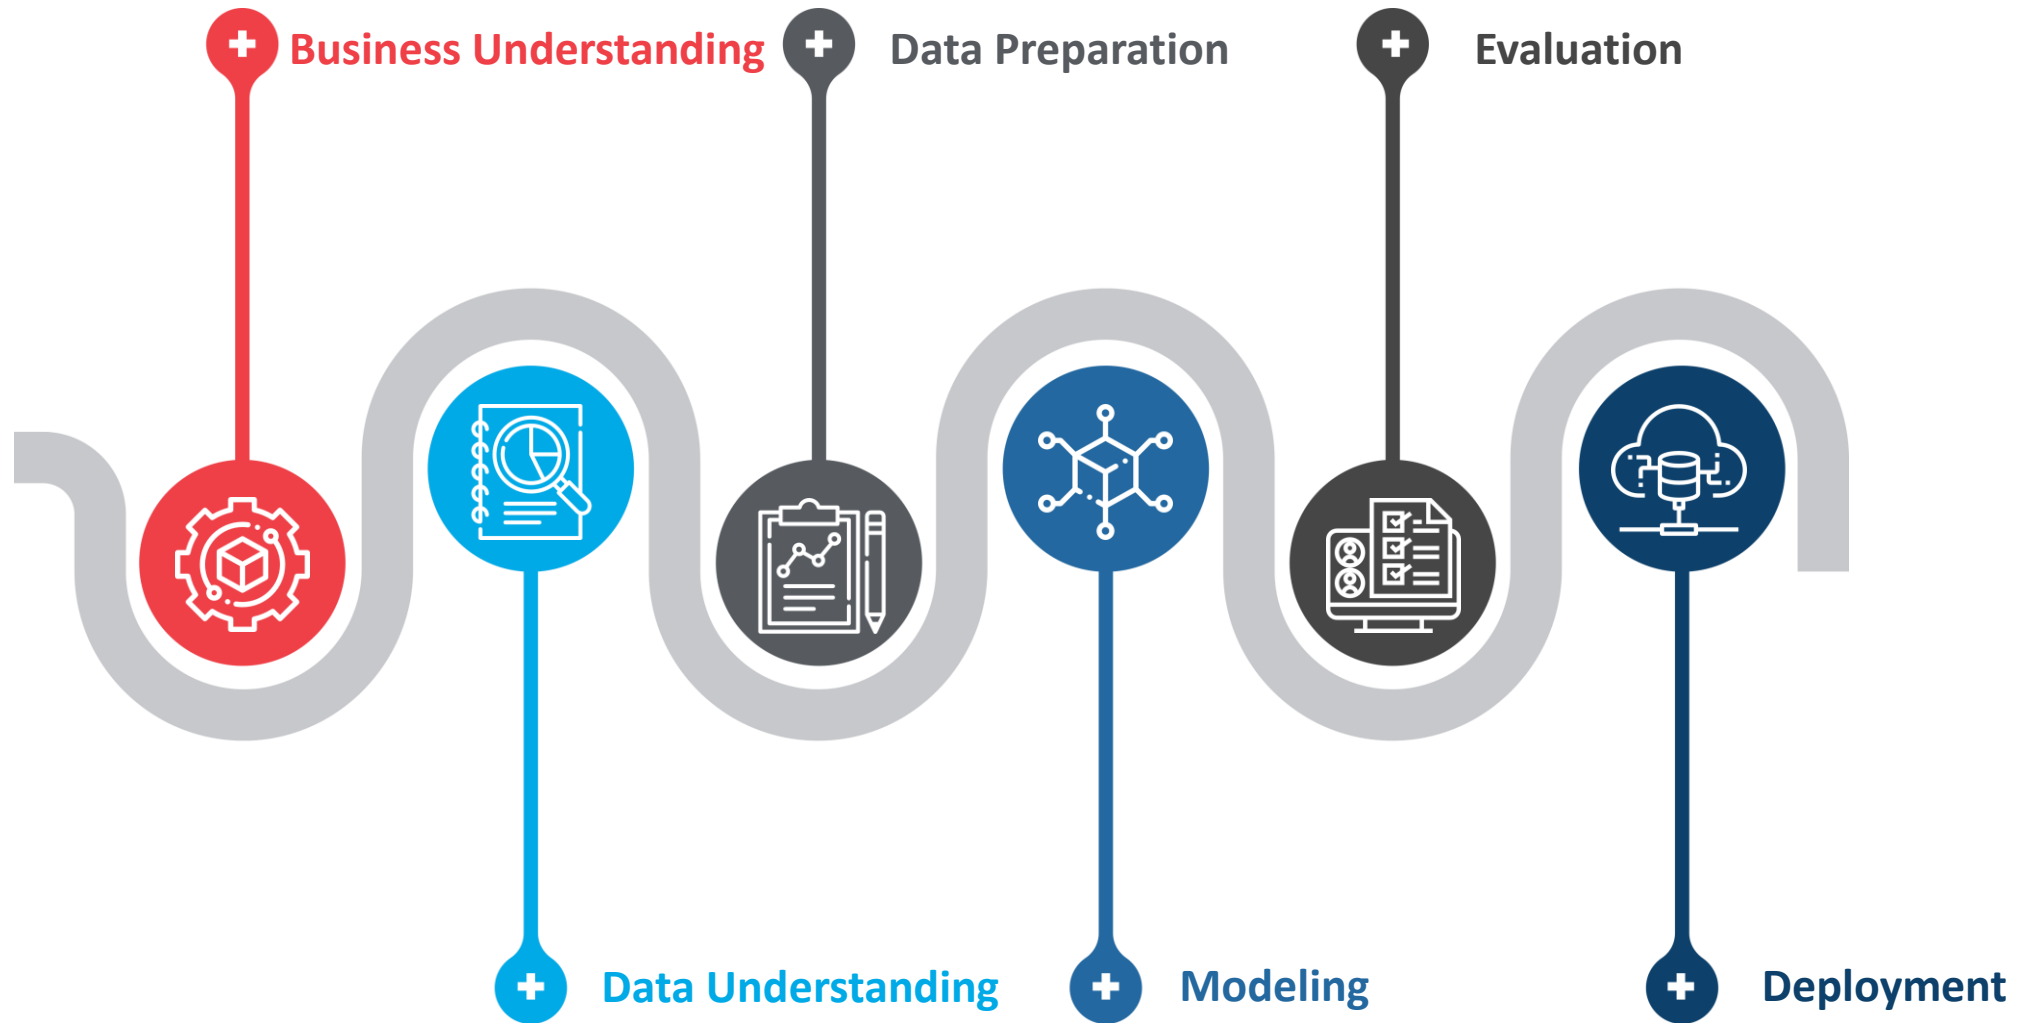 Business Understanding
Data Preparation
Evaluation
Data Understanding
Modeling
Deployment